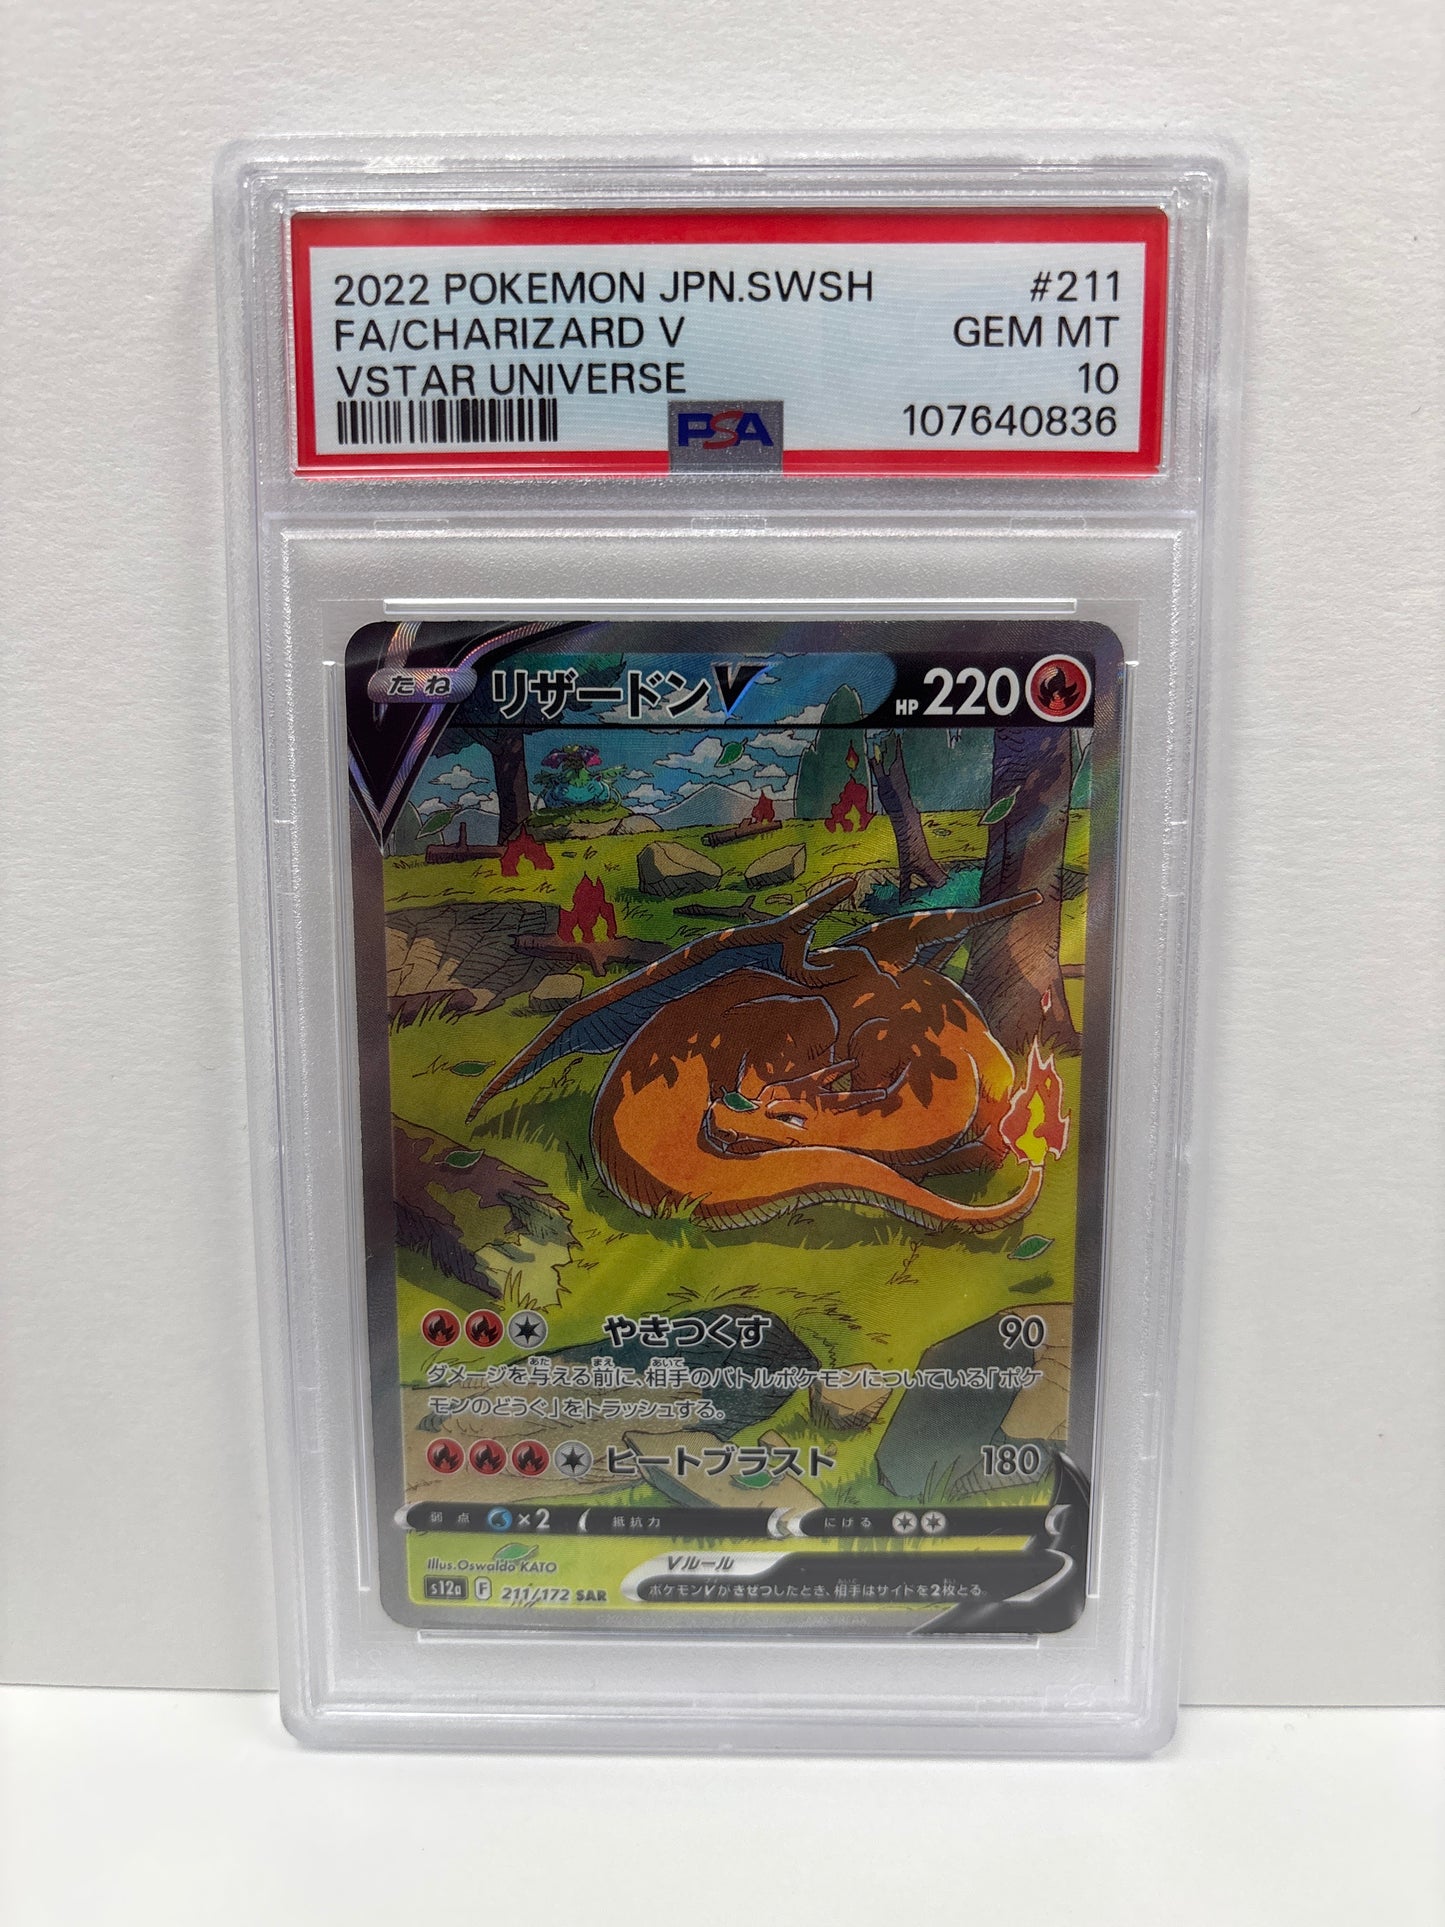 2022 POKEMON JPN.SWSH #211
FA/CHARIZARD V GEM MT
VSTAR UNIVERSE 10
PSA 107640836
たね リザードンV HP 220
やきつくす 90
ダメージを与える前に、相手のバトルポケモンについている「ポケ
モンのどうぐ」をトラッシュする。
ヒートブラスト 180
弱点 ×2 抵抗力 にげる
Illus.Oswaldo KATO
Vルール
s12a F 211/172 SAR
ポケモンVがきぜつしたとき、相手はサイドを2枚とる。